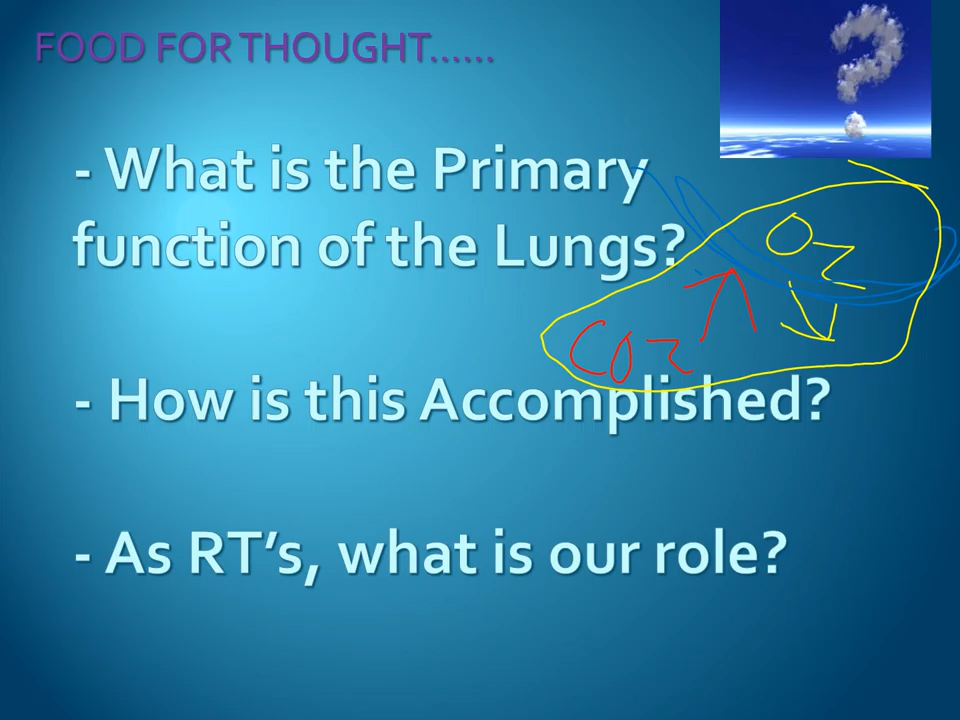 FOOD FOR THOUGHT......
- What is the Primary
function of the Lungs?
O2
CO2
- How is this Accomplished?
- As RT's, what is our role?